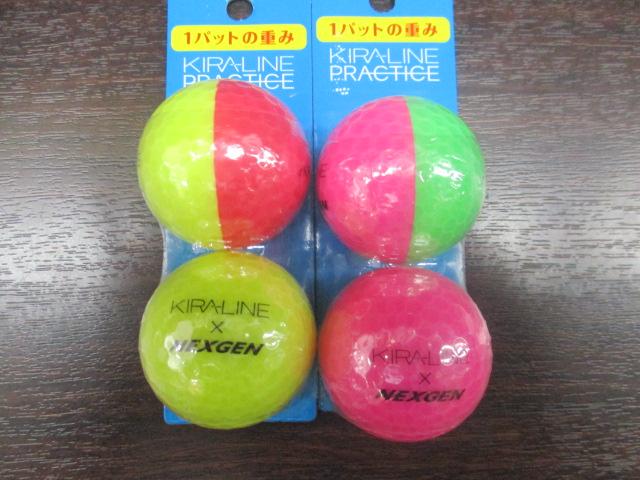 1パットの重み
KIRA-LINE
PRACTICE
1パットの重み
KIRA-LINE
PRACTICE
KIRA-LINE
×
NEXGEN
KIRA-LINE
×
NEXGEN